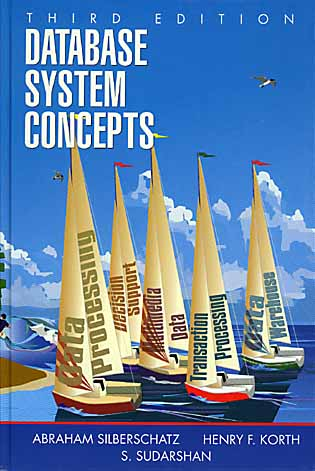 THIRD EDITION
DATABASE
SYSTEM
CONCEPTS
Data
Processing
Decision
Support
Multimedia
Data
Transaction
Processing
Data
Warehouse
ABRAHAM SILBERSCHATZ HENRY F. KORTH
S. SUDARSHAN